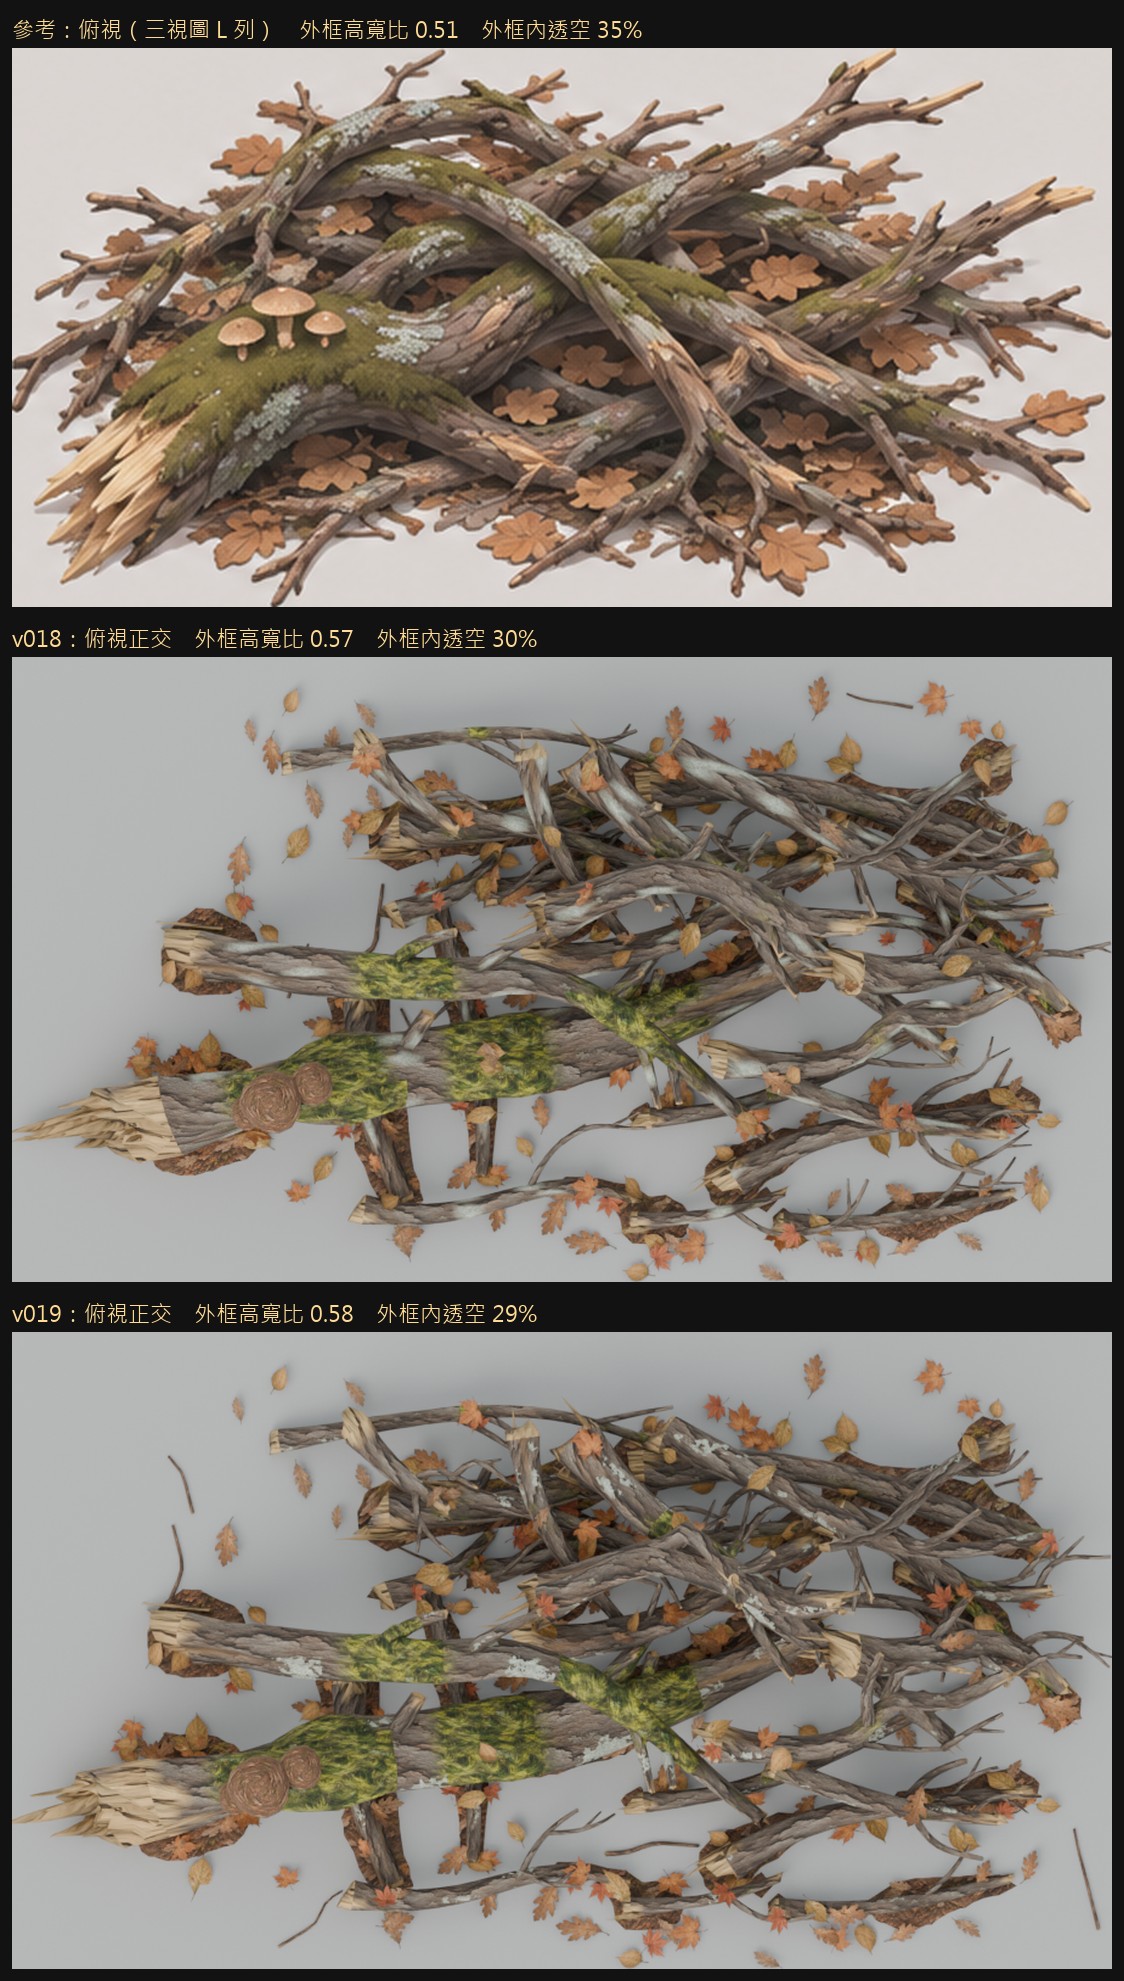 參考：俯視（三視圖 L 列）　外框高寬比 0.51　外框內透空 35%
v018：俯視正交　外框高寬比 0.57　外框內透空 30%
v019：俯視正交　外框高寬比 0.58　外框內透空 29%